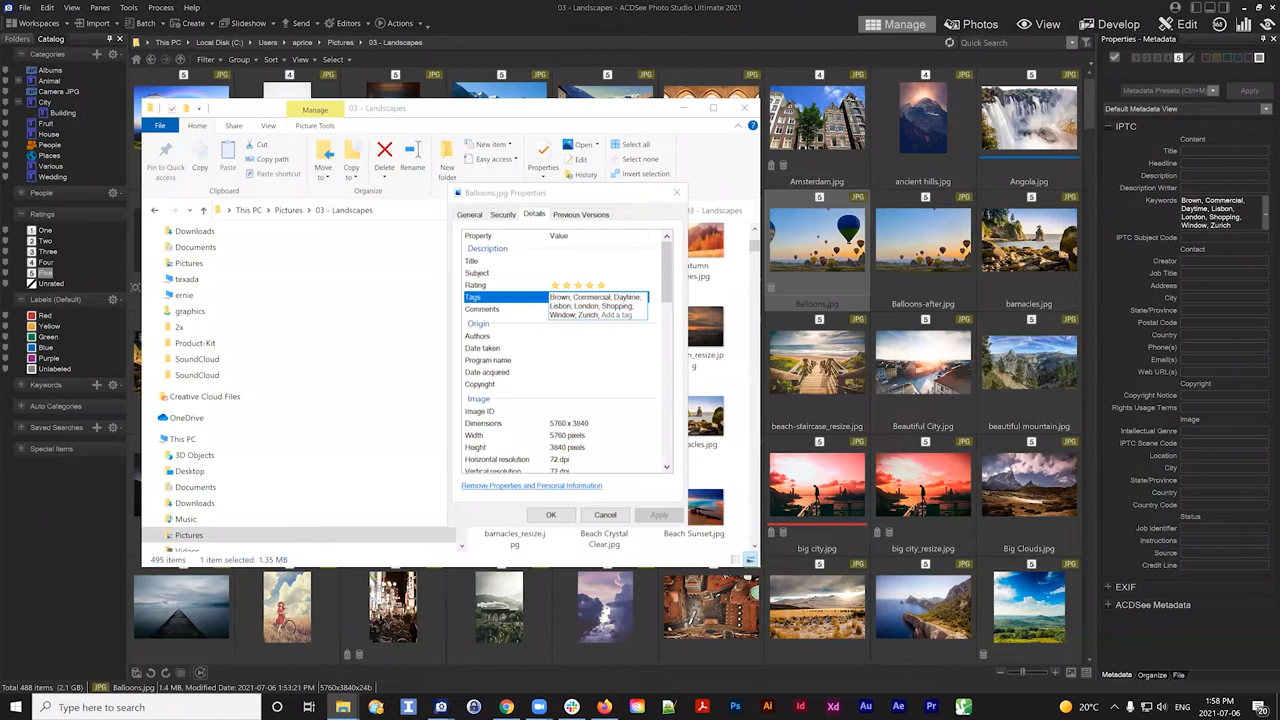 03 - Landscapes - ACDSee Photo Studio Ultimate 2021
File Edit View Panes Tools Process Help
Workspaces Import Batch Create Slideshow Send Editors Actions
Manage Photos View Develop Edit
Folders Catalog
This PC Local Disk (C:) Users aprice Pictures 03 - Landscapes
Quick Search
Filter Group Sort View Select
Categories
Albums
Animal
City
Building
Fruit
House
People
Places
Various
Wedding
People
Ratings
1 One
2 Two
3 Three
4 Four
5 Five
Unrated
Labels (Default)
Red
Yellow
Green
Blue
Purple
Unlabeled
Keywords
Auto Categories
Saved Searches
Special Items
Manage 03 - Landscapes
File Home Share View Picture Tools
Pin to Quick access
Copy
Paste
Cut
Copy path
Paste shortcut
Clipboard
Move to
Copy to
Delete
Rename
Organize
New folder
New item
Easy access
Properties
Open
Edit
History
Select all
Select none
Invert selection
This PC Pictures 03 - Landscapes
Downloads
Documents
Pictures
texada
ernie
graphics
2x
Product-Kit
SoundCloud
SoundCloud
Creative Cloud Files
OneDrive
This PC
3D Objects
Desktop
Documents
Downloads
Music
Pictures
Videos
495 items 1 item selected 1.35 MB
Balloons.jpg Properties
General Security Details Previous Versions
Property Value
Description
Title
Subject
Rating
Tags Brown; Commercial; Daytime;
Lisbon; London; Shopping;
Window; Zurich; Add a tag
Comments
Origin
Authors
Date taken
Program name
Date acquired
Copyright
Image
Image ID
Dimensions 5760 x 3840
Width 5760 pixels
Height 3840 pixels
Horizontal resolution 72 dpi
Vertical resolution 72 dpi
Remove Properties and Personal Information
OK Cancel Apply
barnacles_resize.j
pg
Beach Crystal
Clear.jpg
Beach Sunset.jpg
Amsterdam.jpg
ancient hills.jpg
Angola.jpg
Balloons.jpg
Balloons-after.jpg
barnacles.jpg
beach-staircase_resize.jpg
Beautiful City.jpg
beautiful mountain.jpg
big city.jpg
big city_resize.jpg
Big Clouds.jpg
Properties - Metadata
Metadata Presets (Ctrl+M)
Apply
Default Metadata View
IPTC
Content
Title
Headline
Description
Description Writer
Keywords Brown, Commercial,
Daytime, Lisbon,
London, Shopping,
Window, Zurich
IPTC Subject Code
Contact
Creator
Job Title
Address
City
State/Province
Postal Code
Country
Phone(s)
Email(s)
Web URL(s)
Copyright
Copyright Notice
Rights Usage Terms
Image
Intellectual Genre
IPTC Scene Code
Location
City
State/Province
Country
Country Code
Status
Job Identifier
Instructions
Source
Credit Line
EXIF
ACDSee Metadata
Metadata Organize File
Total 488 items (2.1 GB) JPG Balloons.jpg 1.4 MB, Modified Date: 2021-07-06 1:53:21 PM 5760x3840x24b
Type here to search
20°C
1:58 PM
2021-07-06